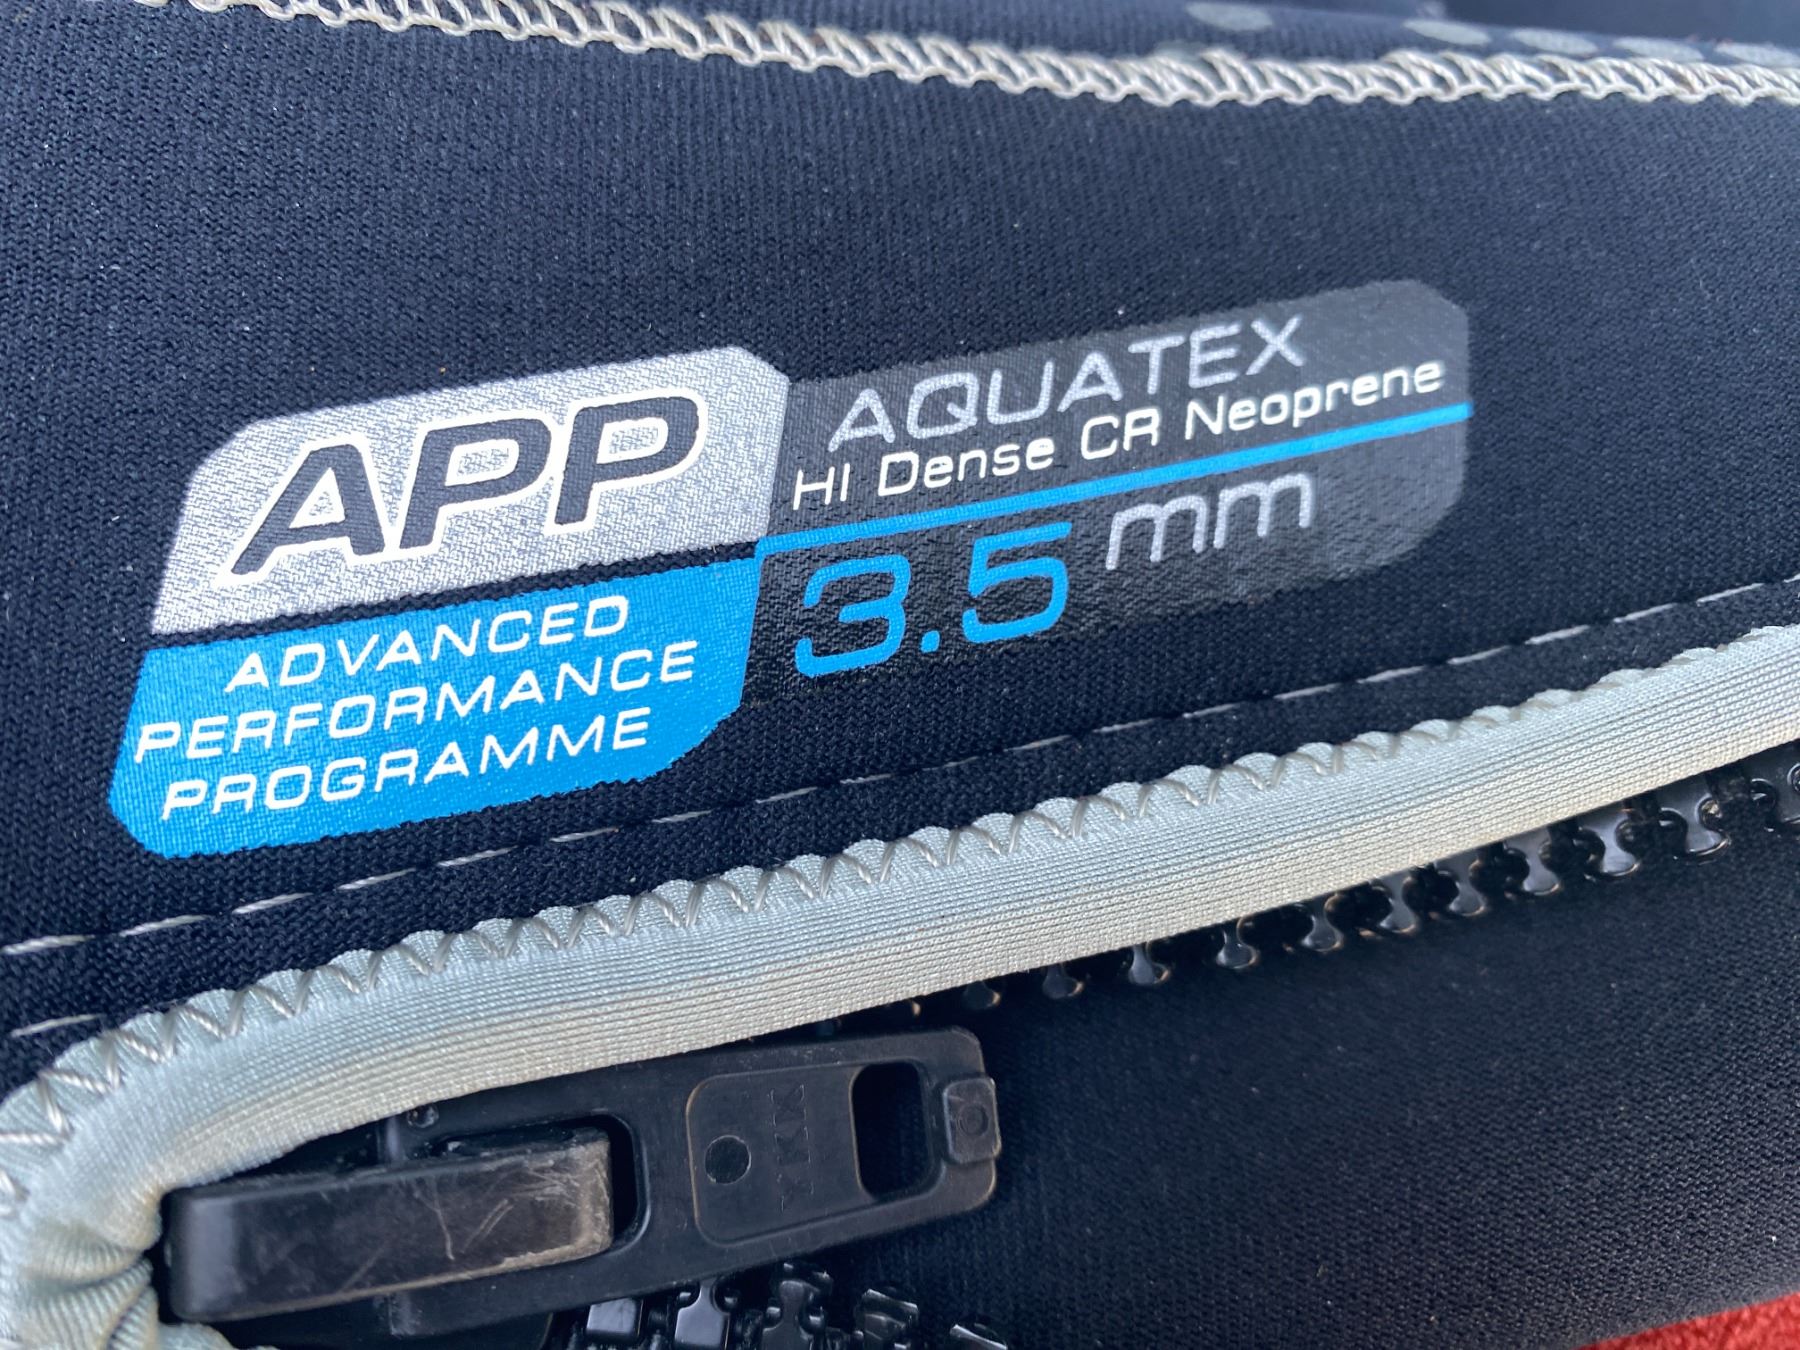 APP
ADVANCED
PERFORMANCE
PROGRAMME
AQUATEX
HI Dense CR Neoprene
3.5 mm
YKK